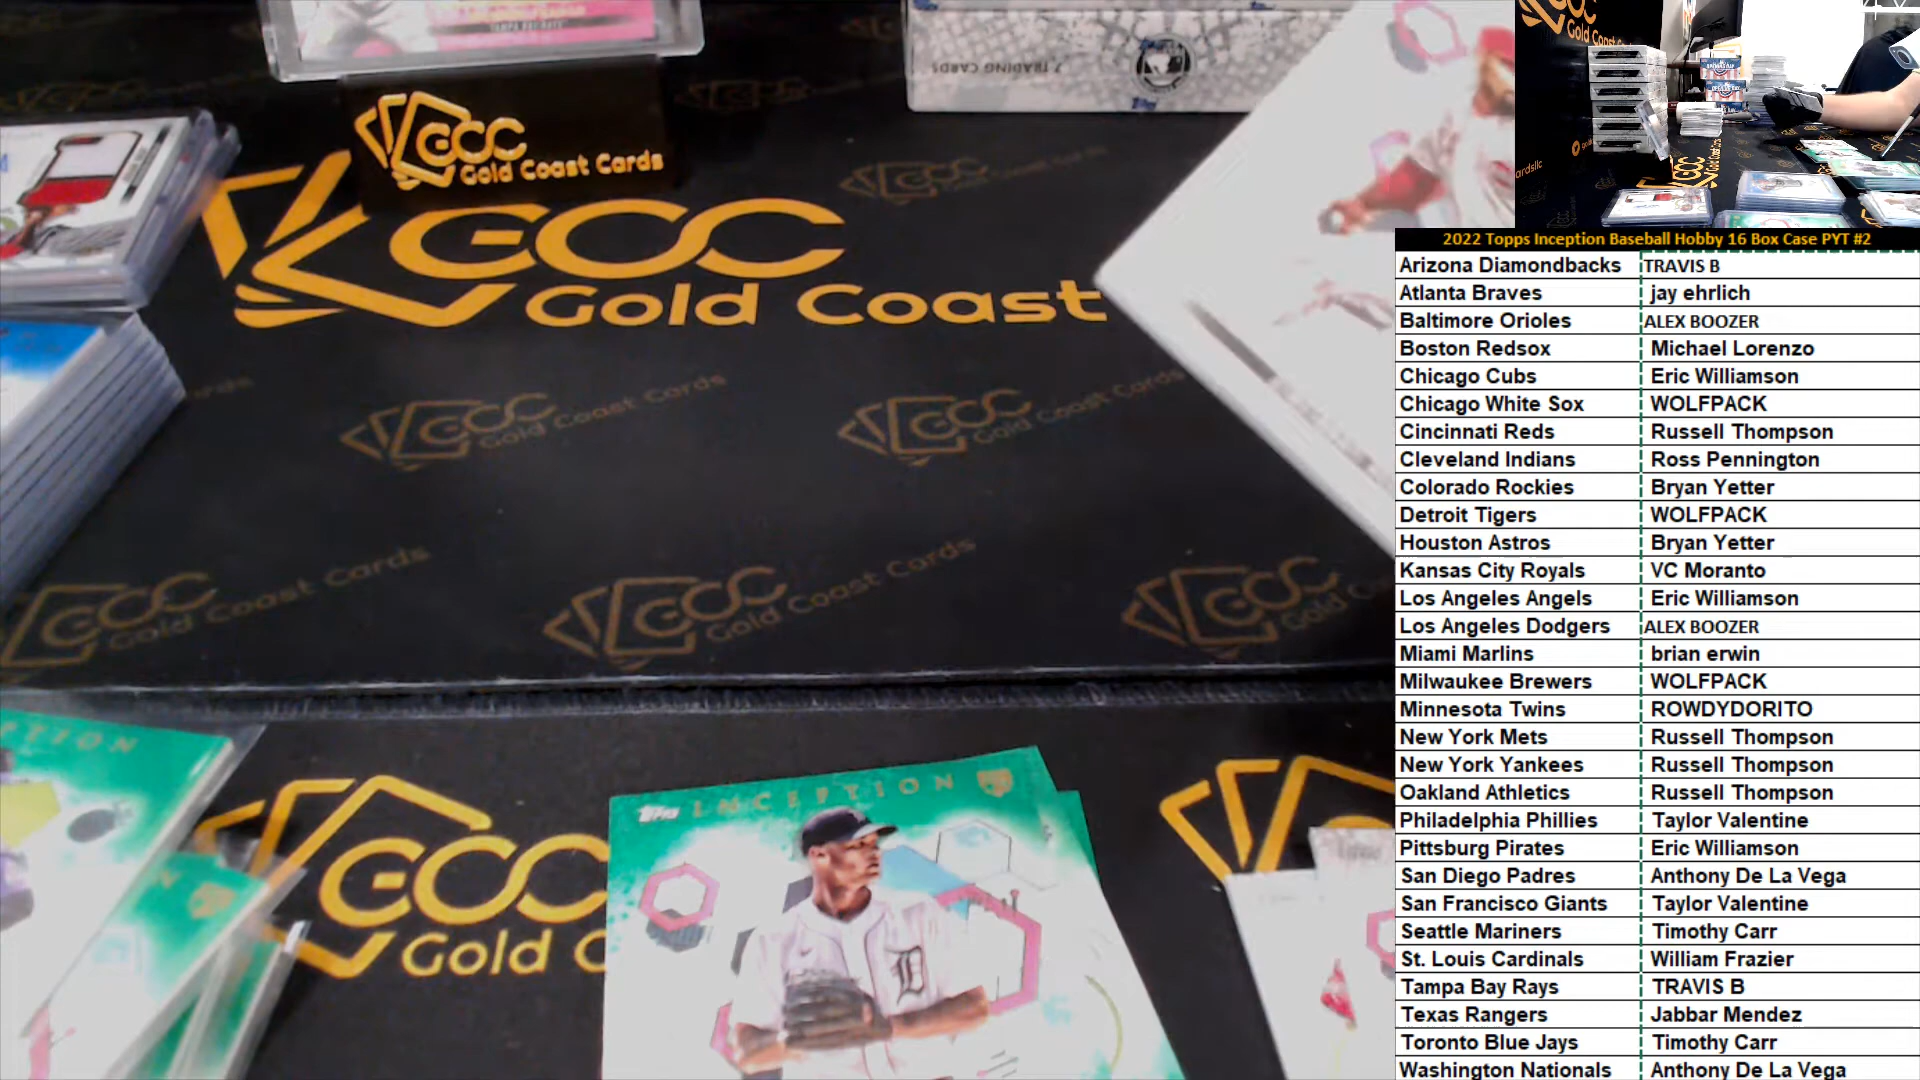 7 TRADING CARDS
Topps
GCC
Gold Coast Cards
GCC
Gold Coast
GCC
Gold Coast Cards
GCC
Gold Coast Cards
GCC
Gold Coast Cards
GCC
Gold Coast Cards
GCC
Gold C
GCC
Gold C
Topps INCEPTION
D
2022 Topps Inception Baseball Hobby 16 Box Case PYT #2
Arizona Diamondbacks TRAVIS B
Atlanta Braves jay ehrlich
Baltimore Orioles ALEX BOOZER
Boston Redsox Michael Lorenzo
Chicago Cubs Eric Williamson
Chicago White Sox WOLFPACK
Cincinnati Reds Russell Thompson
Cleveland Indians Ross Pennington
Colorado Rockies Bryan Yetter
Detroit Tigers WOLFPACK
Houston Astros Bryan Yetter
Kansas City Royals VC Moranto
Los Angeles Angels Eric Williamson
Los Angeles Dodgers ALEX BOOZER
Miami Marlins brian erwin
Milwaukee Brewers WOLFPACK
Minnesota Twins ROWDYDORITO
New York Mets Russell Thompson
New York Yankees Russell Thompson
Oakland Athletics Russell Thompson
Philadelphia Phillies Taylor Valentine
Pittsburg Pirates Eric Williamson
San Diego Padres Anthony De La Vega
San Francisco Giants Taylor Valentine
Seattle Mariners Timothy Carr
St. Louis Cardinals William Frazier
Tampa Bay Rays TRAVIS B
Texas Rangers Jabbar Mendez
Toronto Blue Jays Timothy Carr
Washington Nationals Anthony De La Vega